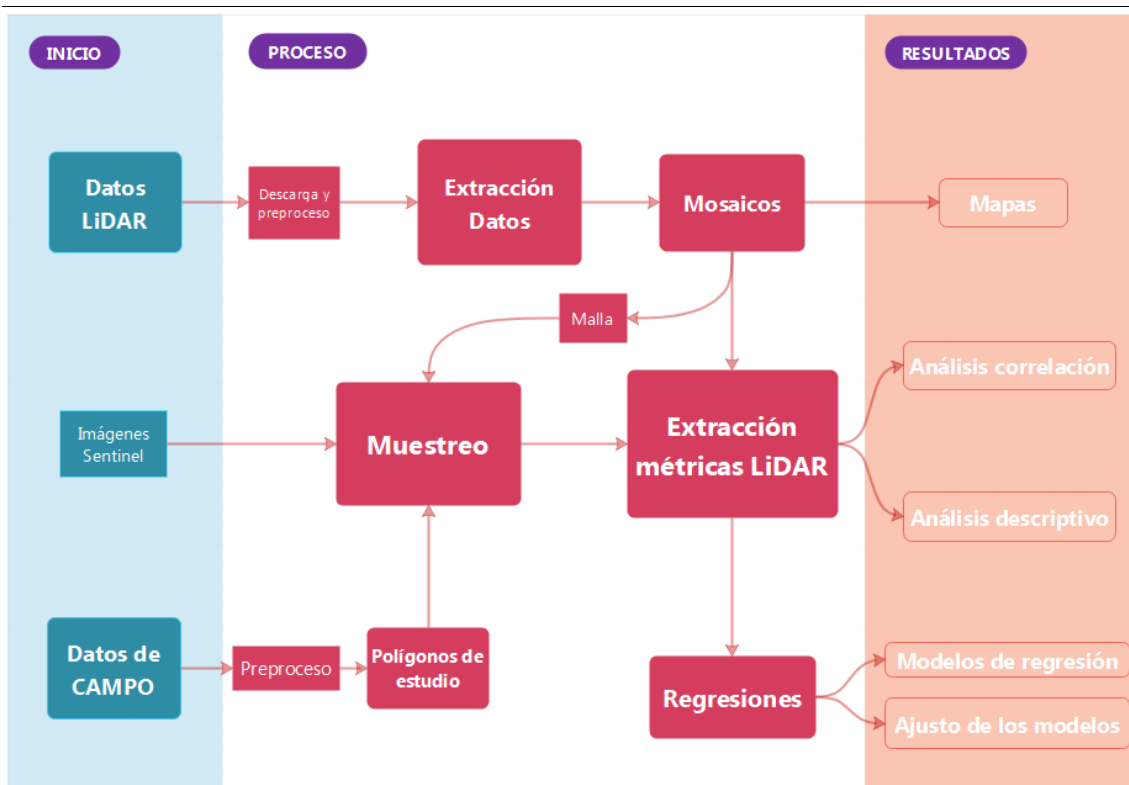 INICIO
PROCESO
RESULTADOS
Datos
LiDAR
Descarga y
preproceso
Extracción
Datos
Mosaicos
Mapas
Malla
Análisis correlación
Imágenes
Sentinel
Muestreo
Extracción
métricas LiDAR
Análisis descriptivo
Datos de
CAMPO
Preproceso
Polígonos de
estudio
Regresiones
Modelos de regresión
Ajusto de los modelos